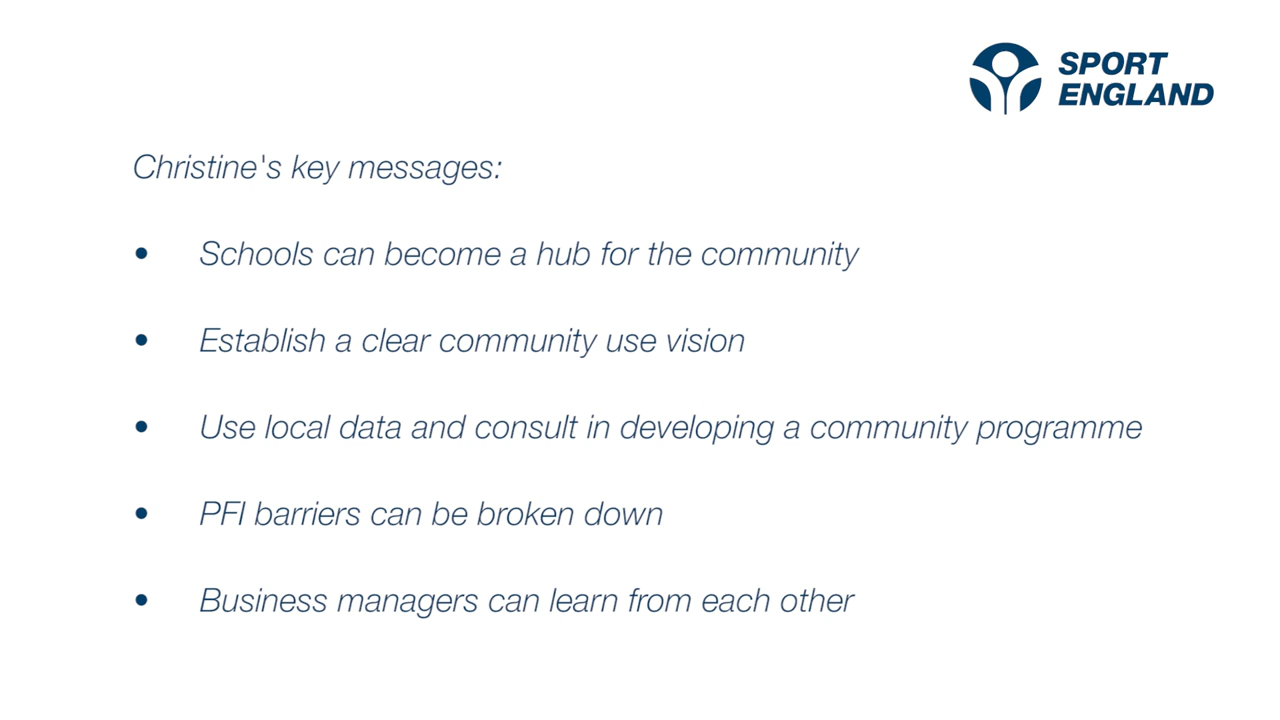 SPORT
ENGLAND
Christine's key messages:
• Schools can become a hub for the community
• Establish a clear community use vision
• Use local data and consult in developing a community programme
• PFI barriers can be broken down
• Business managers can learn from each other